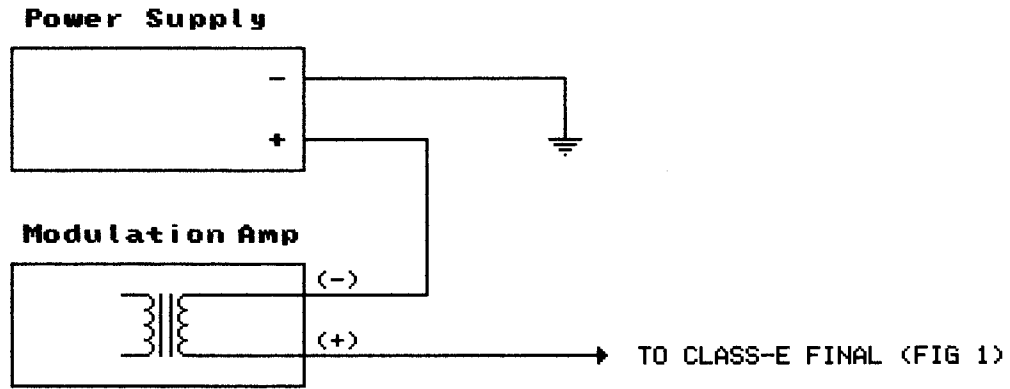 Power Supply
-
+
Modulation Amp
(-)
(+)
TO CLASS-E FINAL (FIG 1)